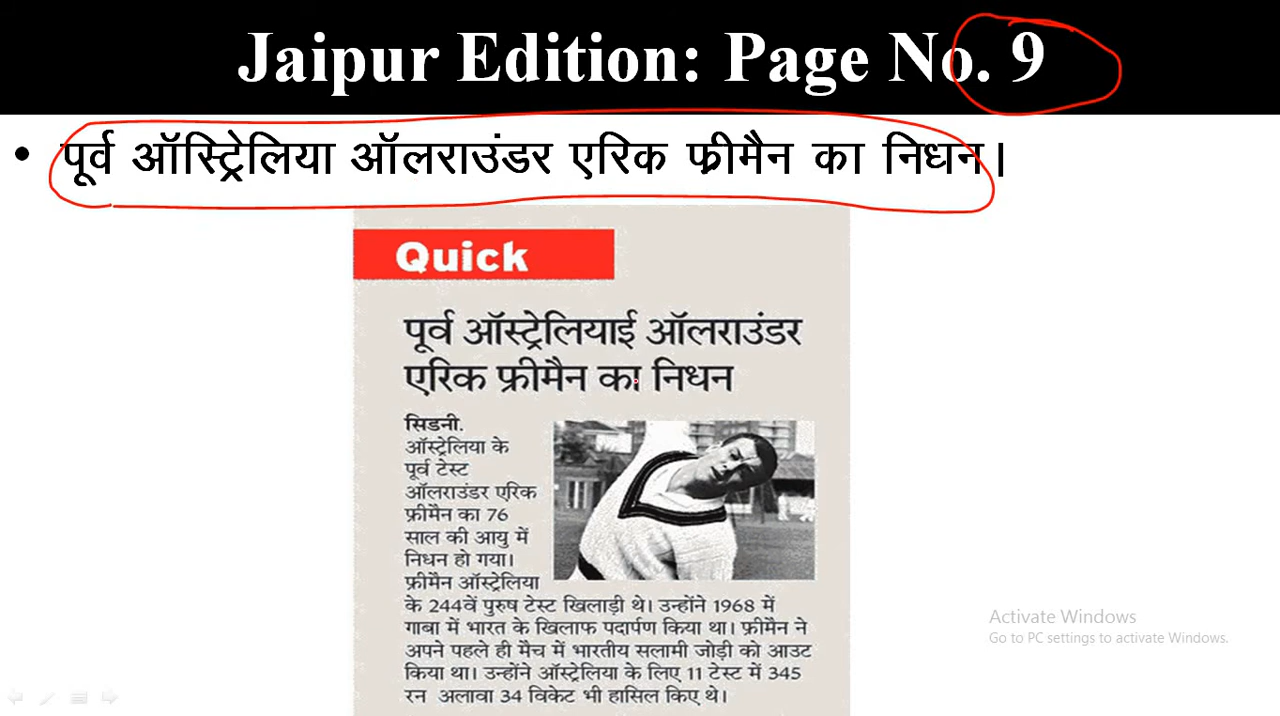 Jaipur Edition: Page No. 9
• पूर्व ऑस्ट्रेलिया ऑलराउंडर एरिक फ्रीमैन का निधन।
Quick
पूर्व ऑस्ट्रेलियाई ऑलराउंडर
एरिक फ्रीमैन का निधन
सिडनी.
ऑस्ट्रेलिया के
पूर्व टेस्ट
ऑलराउंडर एरिक
फ्रीमैन का 76
साल की आयु में
निधन हो गया।
फ्रीमैन ऑस्ट्रेलिया
के 244वें पुरुष टेस्ट खिलाड़ी थे। उन्होंने 1968 में
गाबा में भारत के खिलाफ पदार्पण किया था। फ्रीमैन ने
अपने पहले ही मैच में भारतीय सलामी जोड़ी को आउट
किया था। उन्होंने ऑस्ट्रेलिया के लिए 11 टेस्ट में 345
रन अलावा 34 विकेट भी हासिल किए थे।
Activate Windows
Go to PC settings to activate Windows.